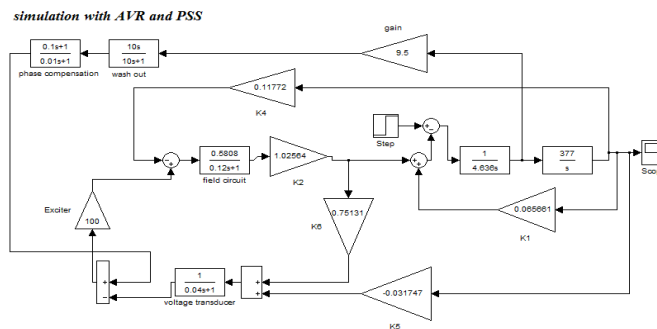 simulation with AVR and PSS
gain
9.5
0.1s+1
0.01s+1
phase compensation
10s
10s+1
wash out
0.11772
K4
Step
0.5808
0.12s+1
field circuit
1.02564
K2
1
4.636s
377
s
Scop
Exciter
100
0.75131
K6
0.065661
K1
1
0.04s+1
voltage transducer
-0.031747
K5